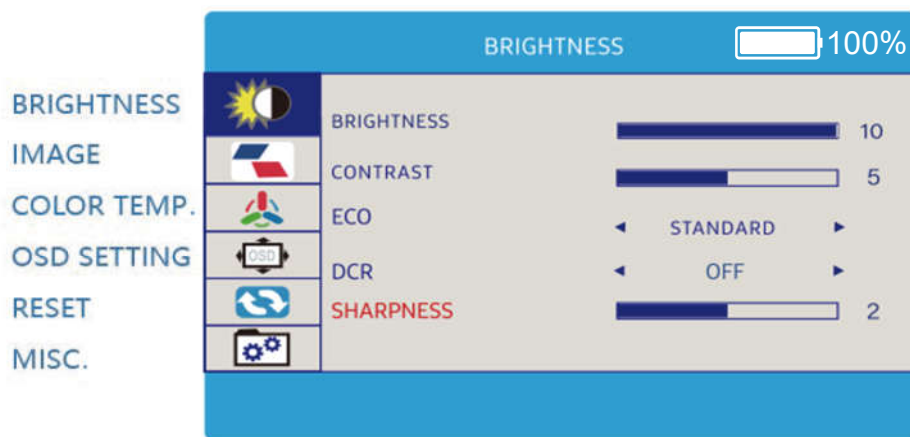 BRIGHTNESS 100%
BRIGHTNESS
IMAGE
COLOR TEMP.
OSD SETTING
RESET
MISC.
OSD
BRIGHTNESS 10
CONTRAST 5
ECO STANDARD
DCR OFF
SHARPNESS 2